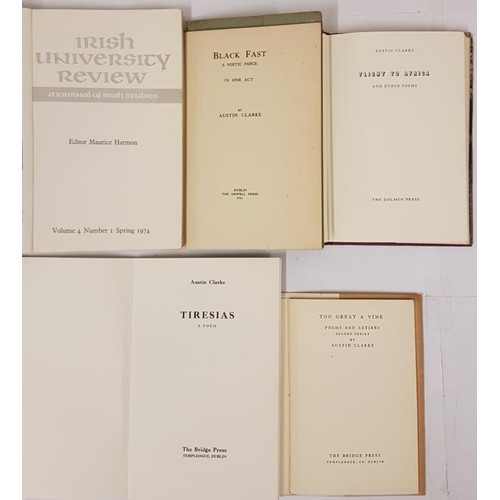 IRISH
UNIVERSITY
REVIEW
A JOURNAL OF IRISH STUDIES
Editor Maurice Harmon
Volume 4 Number 1 Spring 1974
BLACK FAST
A POETIC FARCE
IN ONE ACT
BY
AUSTIN CLARKE
DUBLIN
THE ORWELL PRESS
AUSTIN CLARKE
FLIGHT TO AFRICA
AND OTHER POEMS
THE DOLMEN PRESS
Austin Clarke
TIRESIAS
A POEM
The Bridge Press
TEMPLEOGUE, DUBLIN
TOO GREAT A VINE
POEMS AND SATIRES
SECOND SERIES
BY
AUSTIN CLARKE
THE BRIDGE PRESS
TEMPLEOGUE, CO. DUBLIN